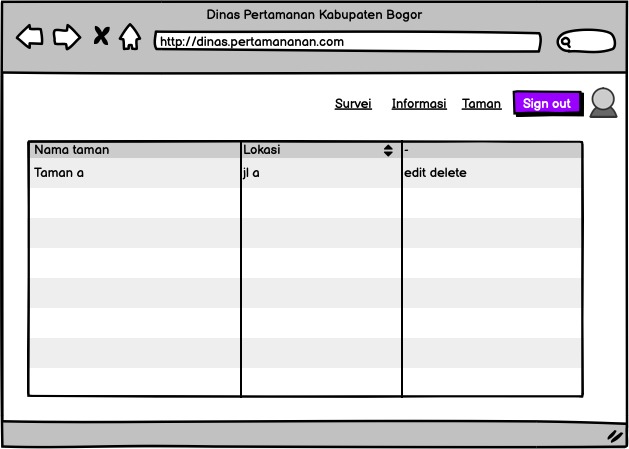 Dinas Pertamanan Kabupaten Bogor
http://dinas.pertamananan.com
Survei Informasi Taman Sign out
Nama taman Lokasi -
Taman a jl a edit delete